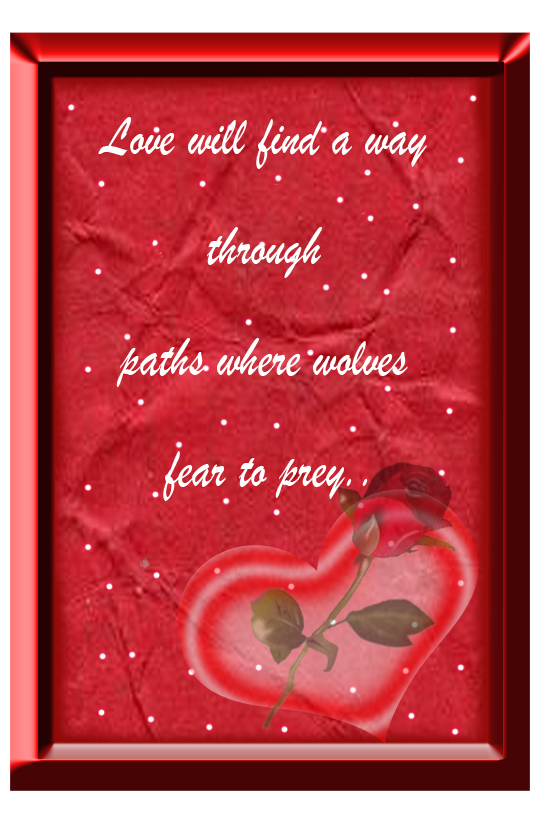 Love will find a way
through
paths where wolves
fear to prey..